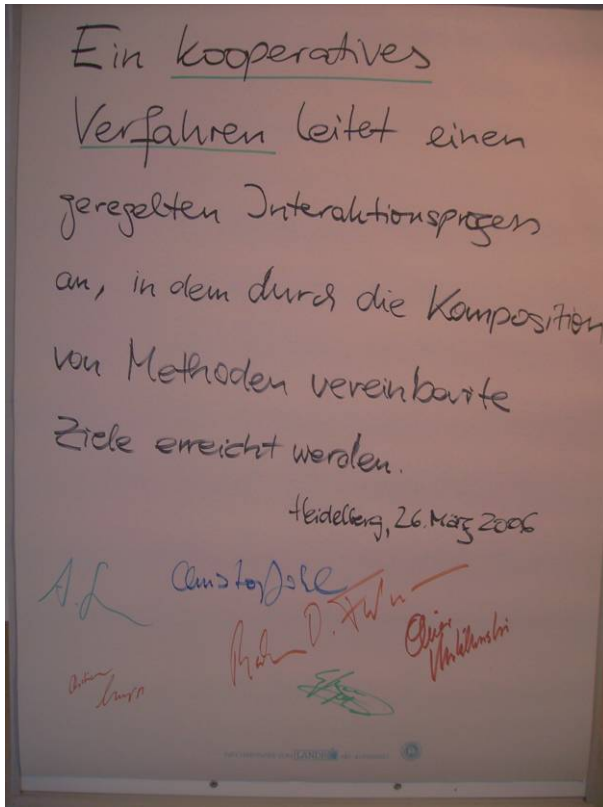 Ein kooperatives
Verfahren leitet einen
geregelten Interaktionsprozess
an, in dem durch die Komposition
von Methoden vereinbarte
Ziele erreicht werden.
Heidelberg, 26. März 2006
A.
D.
Oliver